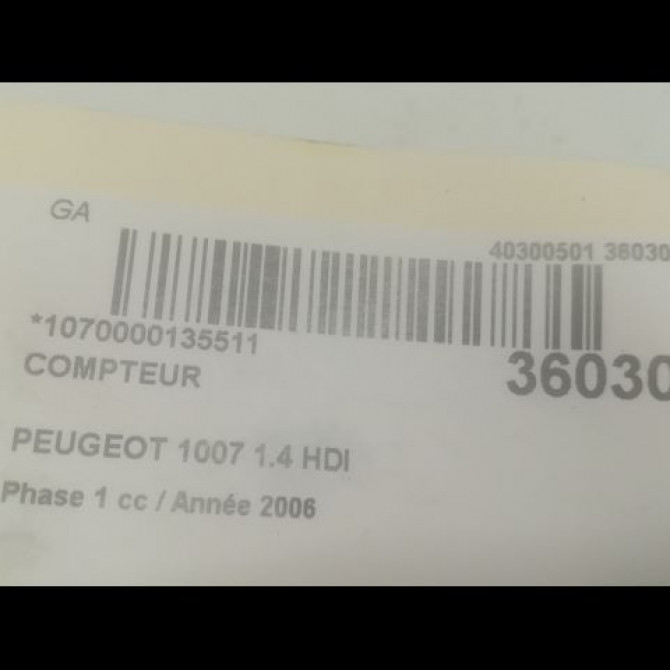 GA
40300501 36030
*1070000135511
COMPTEUR
36030
PEUGEOT 1007 1.4 HDI
Phase 1 cc / Année 2006